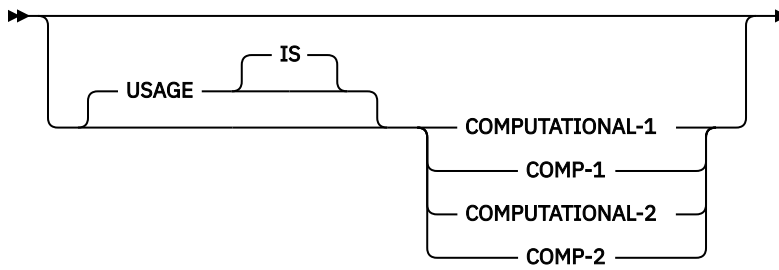 IS
USAGE
COMPUTATIONAL-1
COMP-1
COMPUTATIONAL-2
COMP-2